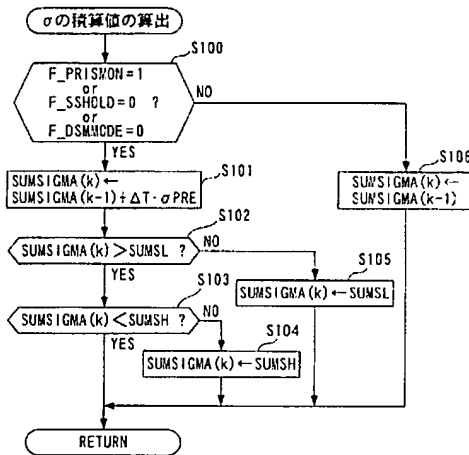 σの積算値の算出
S100
F_PRISMON=1
or
F_SSHOLD=0 ?
or
F_DSMMODE=0
NO
YES
S101
SUMSIGMA(k)←
SUMSIGMA(k-1)+ΔT·σPRE
S106
SUMSIGMA(k)←
SUMSIGMA(k-1)
S102
SUMSIGMA(k)>SUMSL ?
NO
YES
S105
SUMSIGMA(k)←SUMSL
S103
SUMSIGMA(k)<SUMSH ?
NO
YES
S104
SUMSIGMA(k)←SUMSH
RETURN